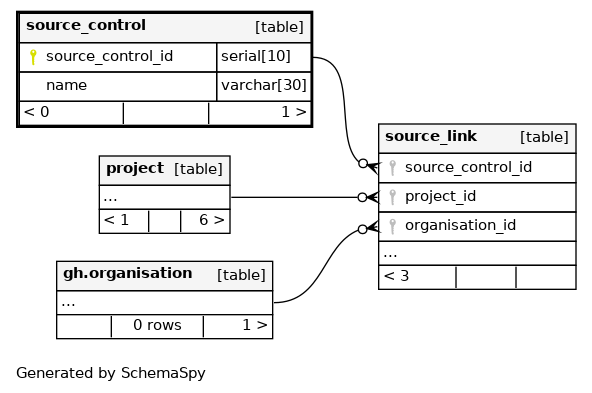 source_control [table]
source_control_id serial[10]
name varchar[30]
< 0 1 >
source_link [table]
source_control_id
project_id
organisation_id
...
< 3
project [table]
...
< 1 6 >
gh.organisation [table]
...
0 rows 1 >
Generated by SchemaSpy